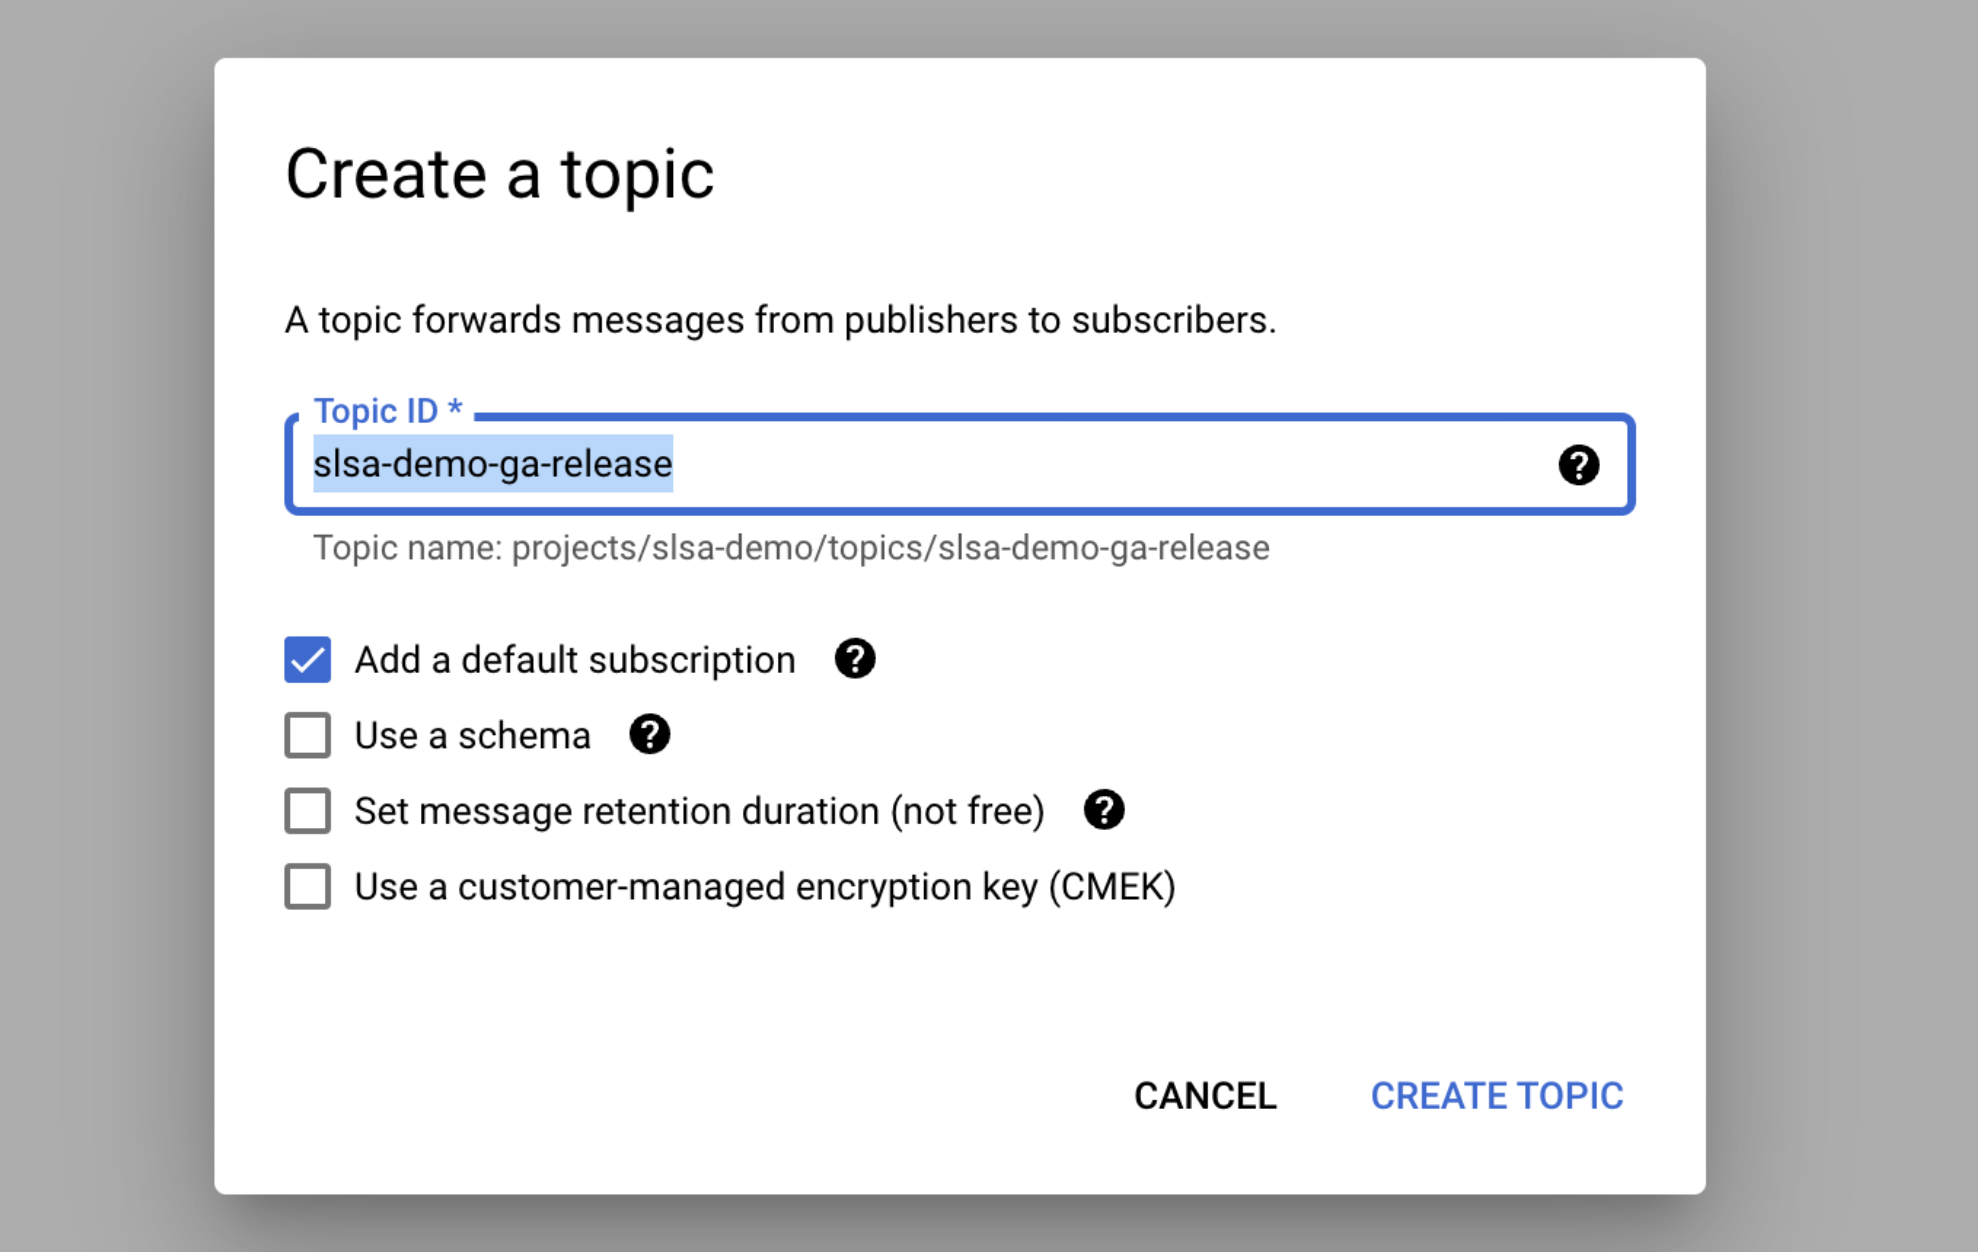 Create a topic
A topic forwards messages from publishers to subscribers.
Topic ID *
slsa-demo-ga-release
Topic name: projects/slsa-demo/topics/slsa-demo-ga-release
Add a default subscription
Use a schema
Set message retention duration (not free)
Use a customer-managed encryption key (CMEK)
CANCEL CREATE TOPIC